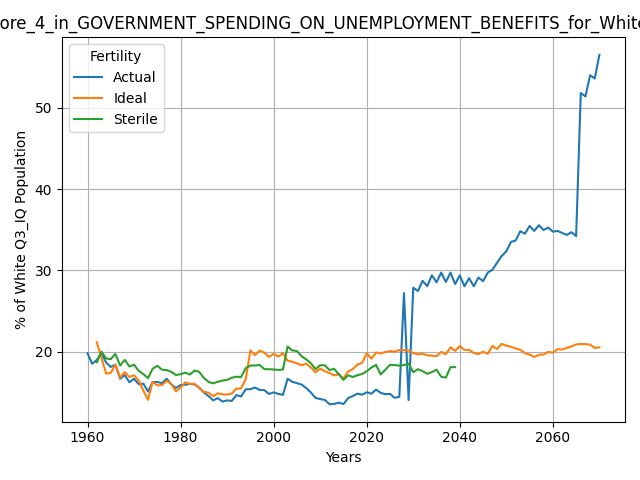 ore_4_in_GOVERNMENT_SPENDING_ON_UNEMPLOYMENT_BENEFITS_for_White
Fertility
Actual
Ideal
Sterile
% of White Q3_IQ Population
50
40
30
20
1960 1980 2000 2020 2040 2060
Years